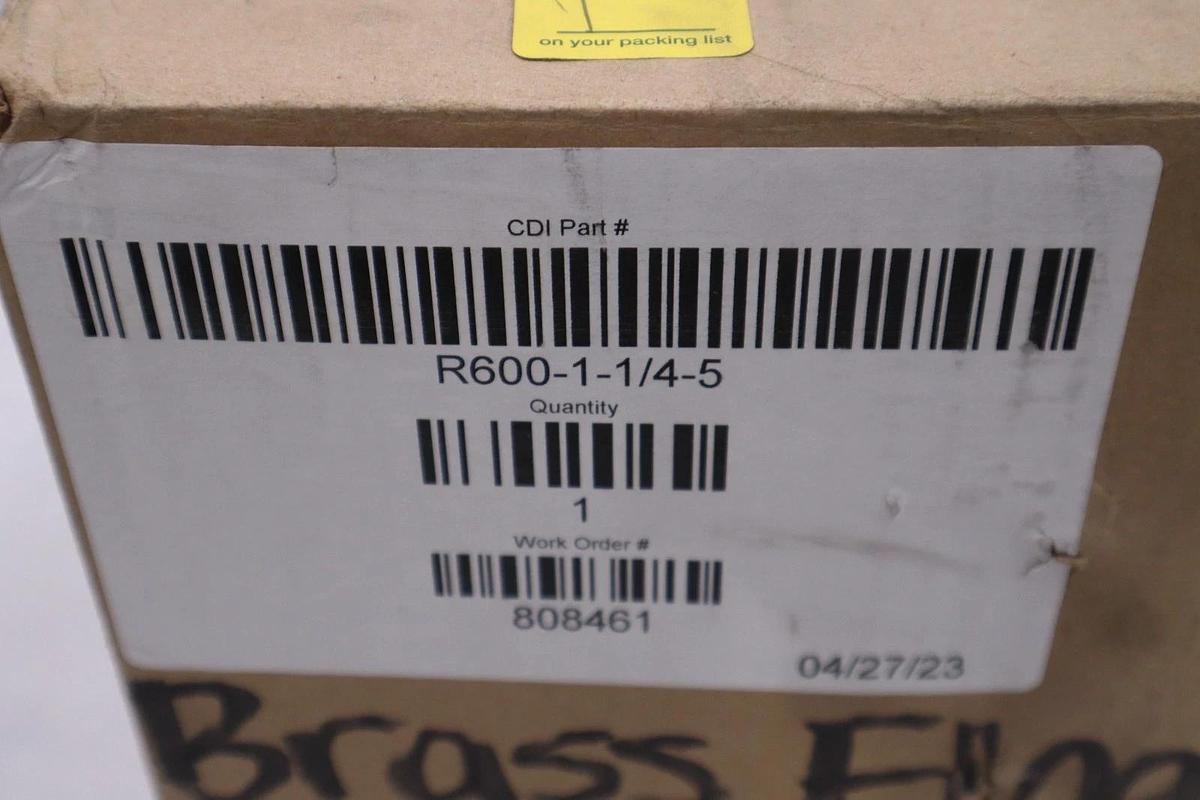 on your packing list
CDI Part #
R600-1-1/4-5
Quantity
1
Work Order #
808461
04/27/23
Brass